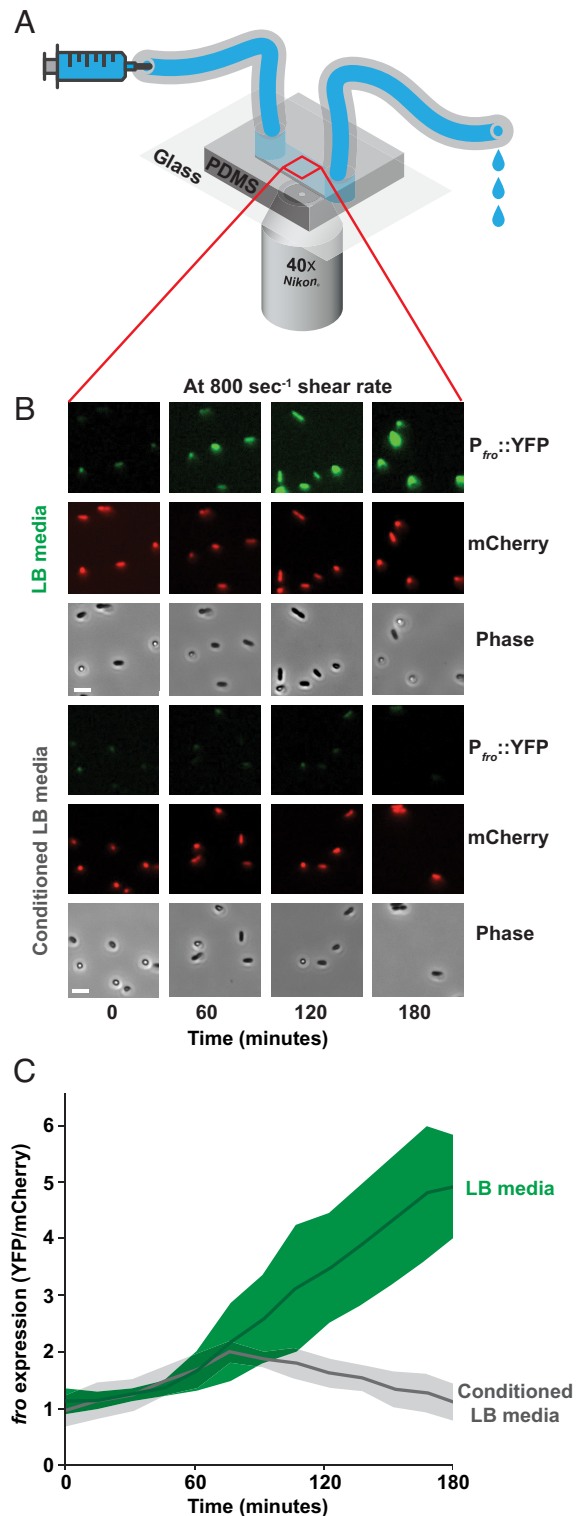 A
Glass
PDMS
40x
Nikon®
At 800 sec⁻¹ shear rate
B
LB media
Pfro::YFP
mCherry
Phase
Conditioned LB media
Pfro::YFP
mCherry
Phase
0 60 120 180
Time (minutes)
C
fro expression (YFP/mCherry)
6
5
4
3
2
1
0
LB media
Conditioned
LB media
0 60 120 180
Time (minutes)